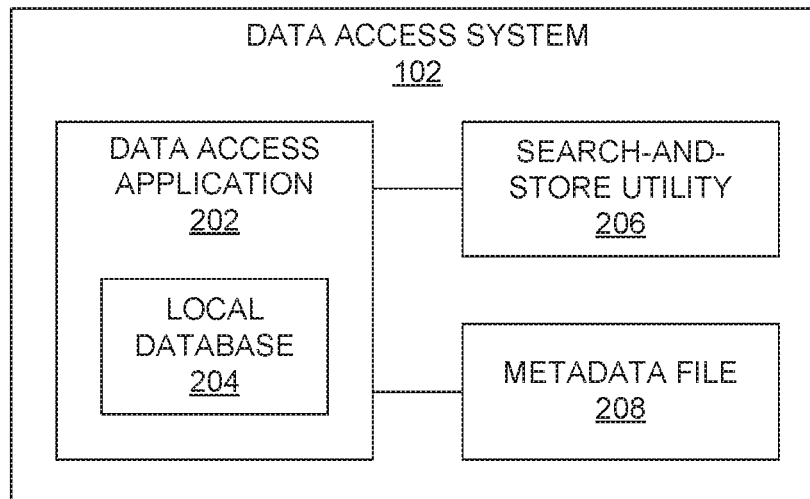 DATA ACCESS SYSTEM
102
DATA ACCESS
APPLICATION
202
LOCAL
DATABASE
204
SEARCH-AND-
STORE UTILITY
206
METADATA FILE
208